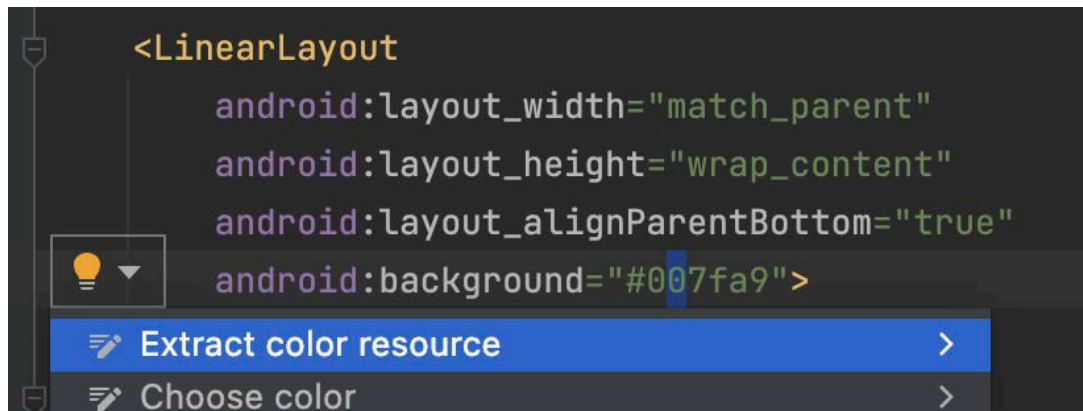 <LinearLayout
android:layout_width="match_parent"
android:layout_height="wrap_content"
android:layout_alignParentBottom="true"
android:background="#007fa9">
Extract color resource
Choose color